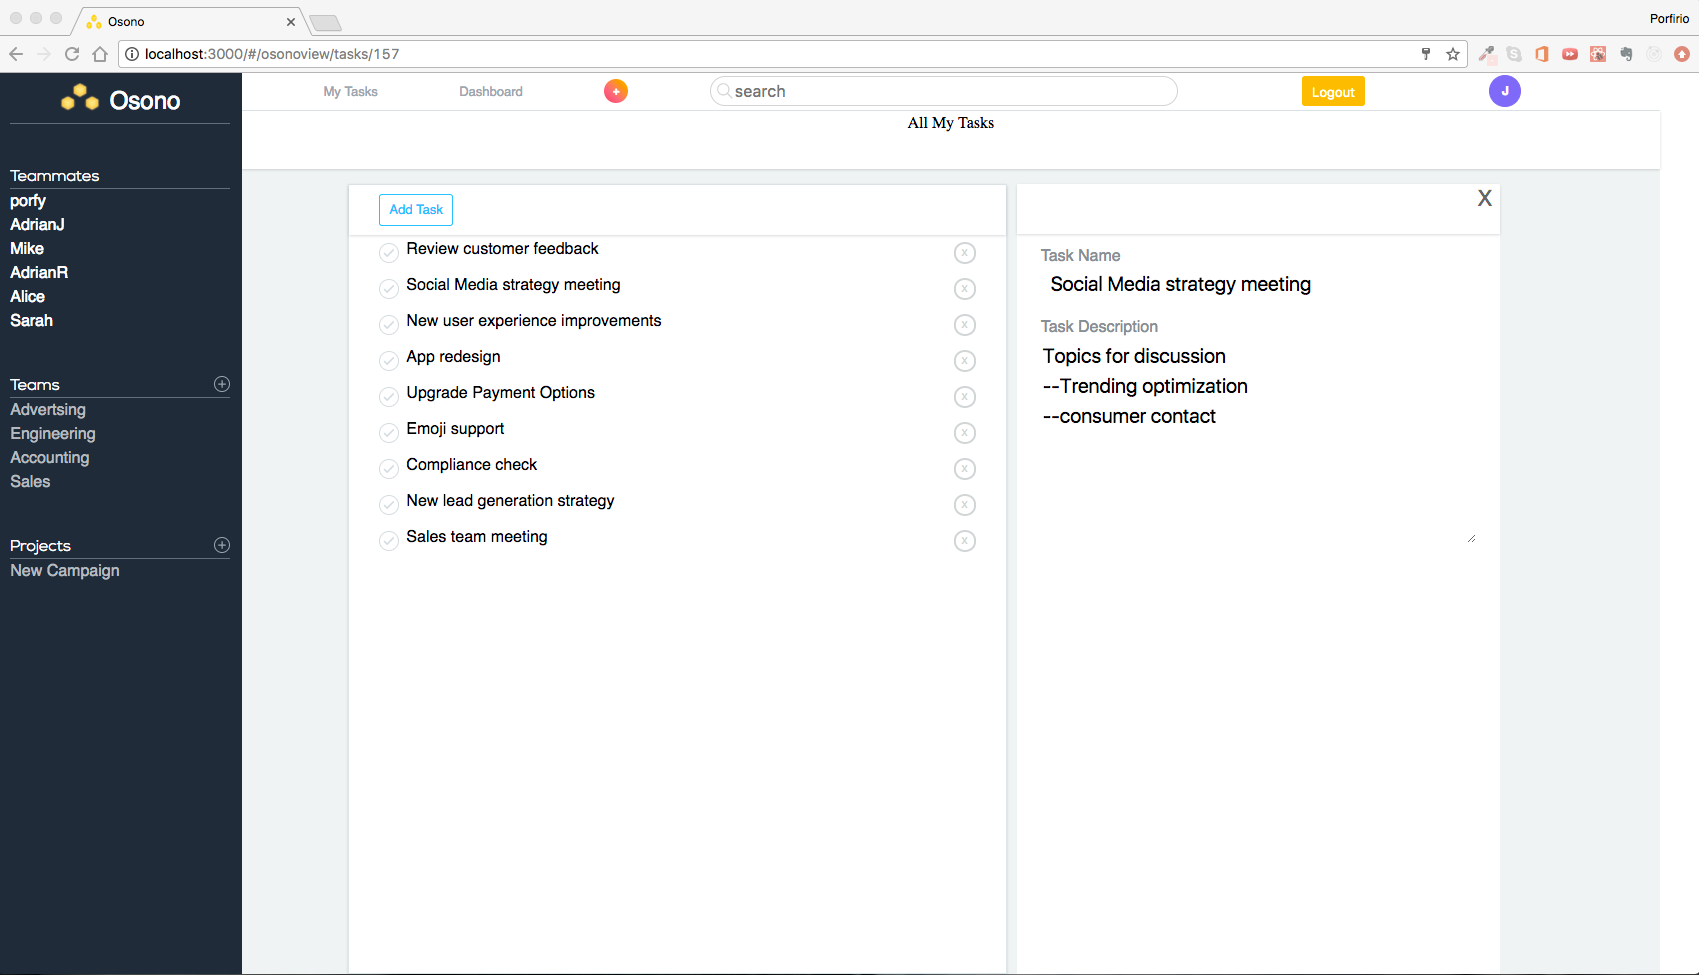 Osono
Porfirio
localhost:3000/#/osonoview/tasks/157
Osono
My Tasks
Dashboard
+
search
Logout
J
All My Tasks
Teammates
porfy
AdrianJ
Mike
AdrianR
Alice
Sarah
Teams
Advertsing
Engineering
Accounting
Sales
Projects
New Campaign
Add Task
Review customer feedback x
Social Media strategy meeting x
New user experience improvements x
App redesign x
Upgrade Payment Options x
Emoji support x
Compliance check x
New lead generation strategy x
Sales team meeting x
X
Task Name
Social Media strategy meeting
Task Description
Topics for discussion
--Trending optimization
--consumer contact